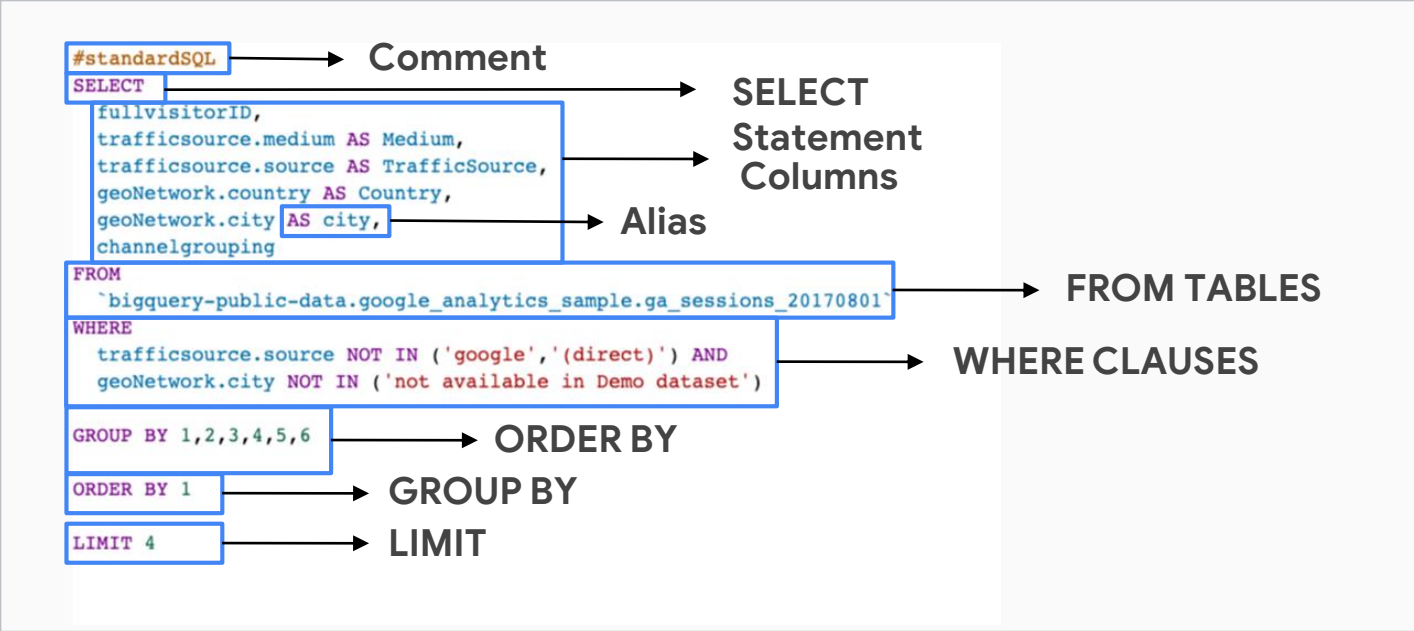 #standardSQL
Comment
SELECT
SELECT
Statement
Columns
fullvisitorID,
trafficsource.medium AS Medium,
trafficsource.source AS TrafficSource,
geoNetwork.country AS Country,
geoNetwork.city AS city,
Alias
channelgrouping
FROM
FROM TABLES
`bigquery-public-data.google_analytics_sample.ga_sessions_20170801`
WHERE
trafficsource.source NOT IN ('google','(direct)') AND
WHERE CLAUSES
geoNetwork.city NOT IN ('not available in Demo dataset')
GROUP BY 1,2,3,4,5,6
ORDER BY
ORDER BY 1
GROUP BY
LIMIT 4
LIMIT